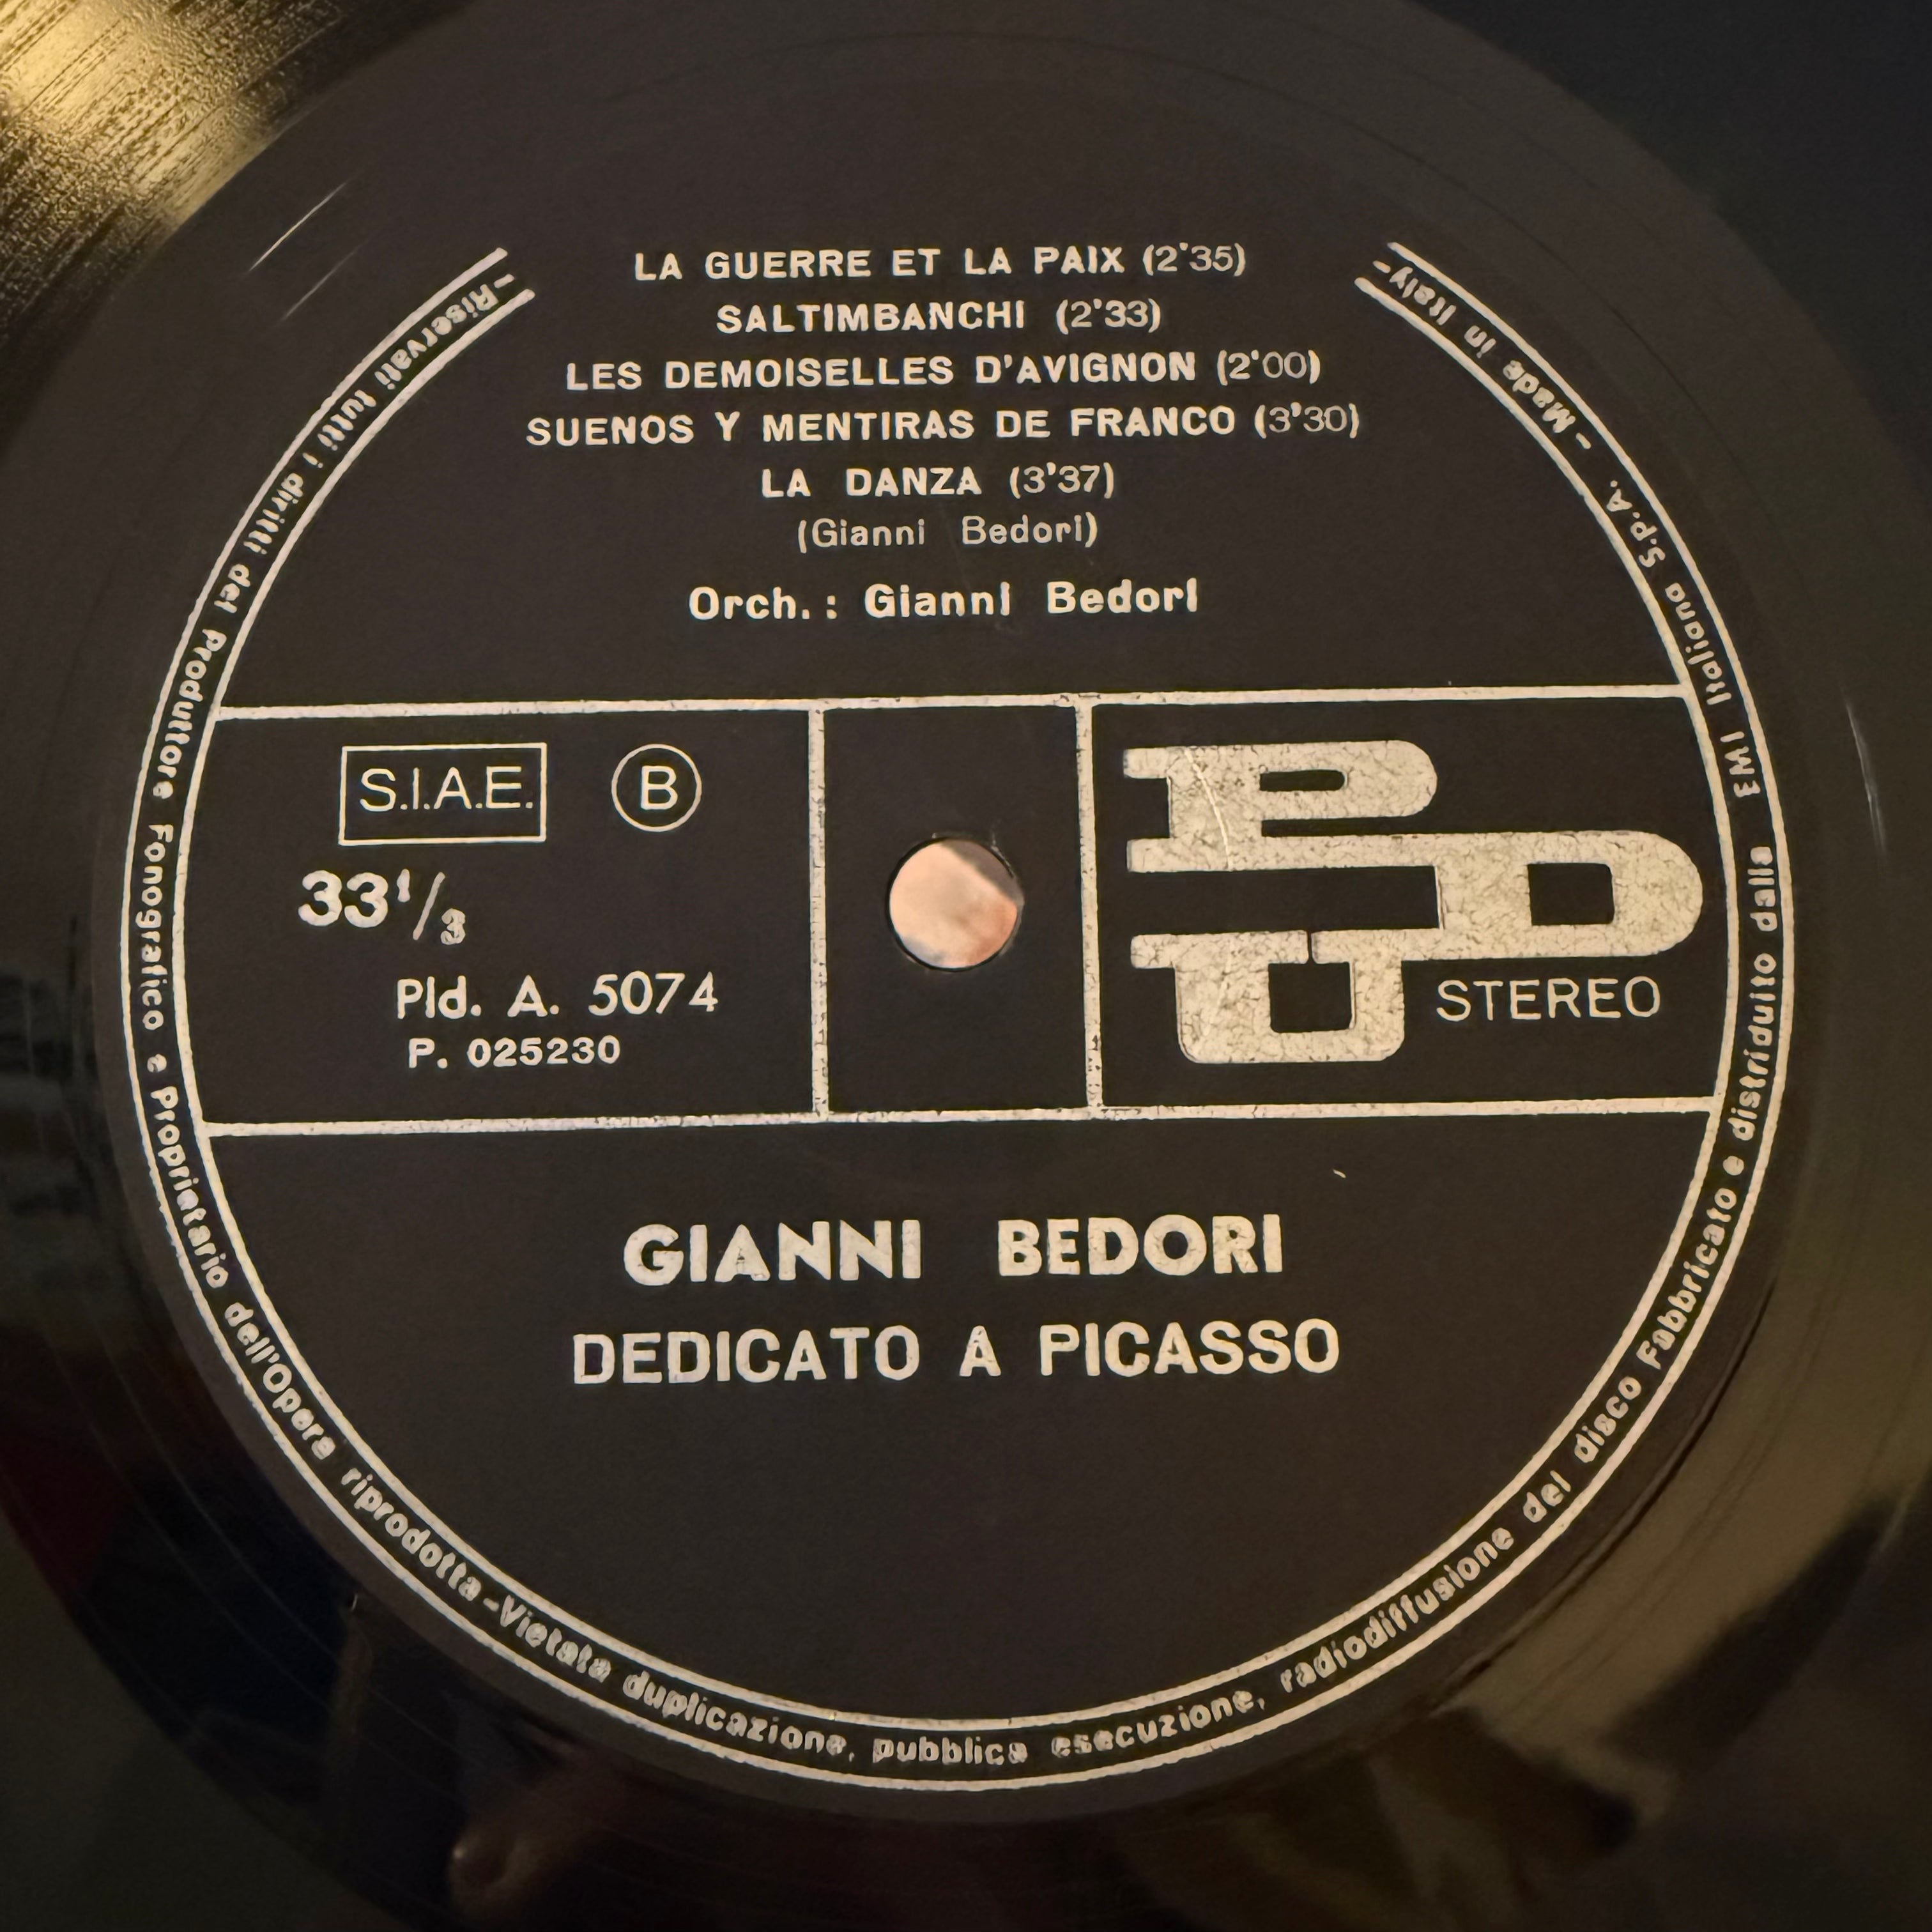 LA GUERRE ET LA PAIX (2'35)
SALTIMBANCHI (2'33)
LES DEMOISELLES D'AVIGNON (2'00)
SUENOS Y MENTIRAS DE FRANCO (3'30)
LA DANZA (3'37)
(Gianni Bedori)
Orch.: Gianni Bedori
S.I.A.E. B
33 1/3
Pld. A. 5074
P. 025230
PDU
STEREO
GIANNI BEDORI
DEDICATO A PICASSO
-Riservati tutti i diritti del Produttore Fonografico e Proprietario dell'Opera riprodotta-Vietata duplicazione, pubblica esecuzione, radiodiffusione del disco Fabbricato e distriduito dalla EMI Italiana S.p.A. - Made in Italy-